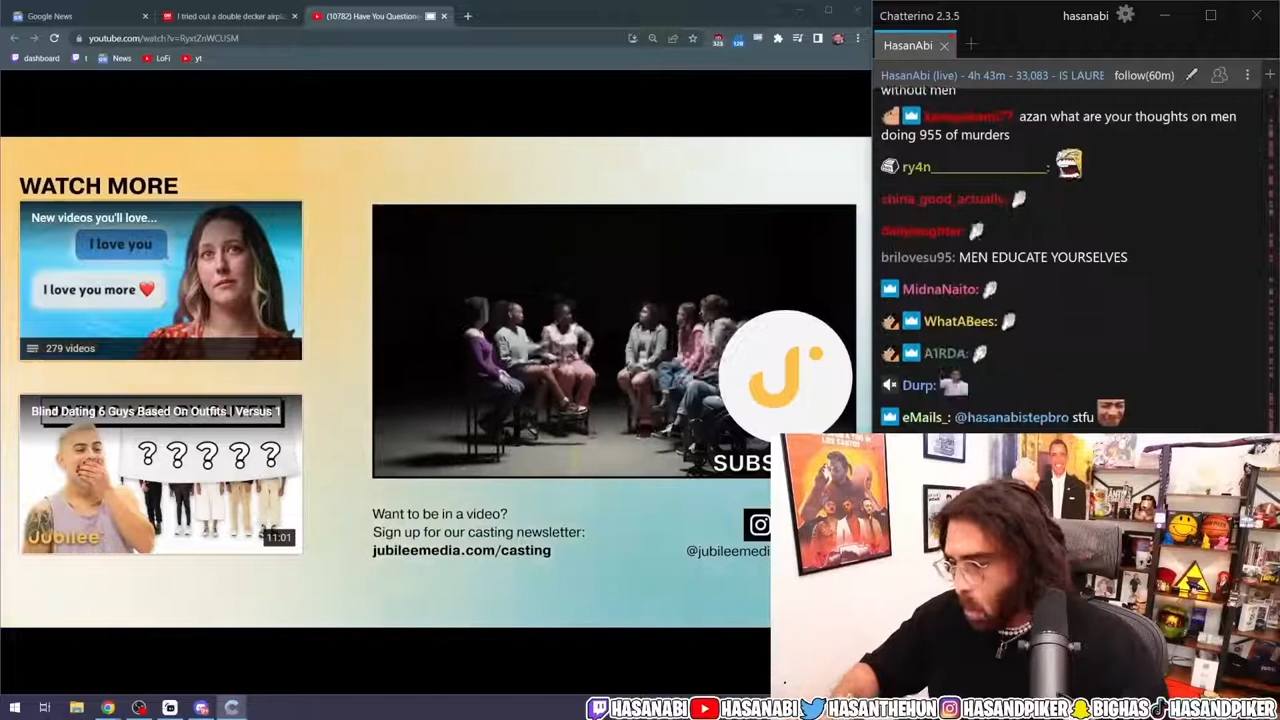 Google News
I tried out a double decker airpla
(10782) Have You Question
youtube.com/watch?v=RyxtZnWCUSM
dashboard
t
News
LoFi
yt
WATCH MORE
New videos you'll love...
I love you
I love you more
279 videos
Blind Dating 6 Guys Based On Outfits | Versus 1
? ? ? ? ?
Jubilee
11:01
SUBS
Want to be in a video?
Sign up for our casting newsletter:
jubileemedia.com/casting
@jubileemedi
Chatterino 2.3.5
hasanabi
HasanAbi
HasanAbi (live) - 4h 43m - 33,083 - IS LAURE
follow(60m)
without men
azan what are your thoughts on men
doing 955 of murders
ry4n_______________:
china_good_actually:
brilovesu95: MEN EDUCATE YOURSELVES
MidnaNaito:
WhatABees:
A1RDA:
Durp:
eMails_: @hasanabistepbro stfu
HASANABI
HASANABI
HASANTHEHUN
HASANDPIKER
BIGHAS
HASANDPIKER